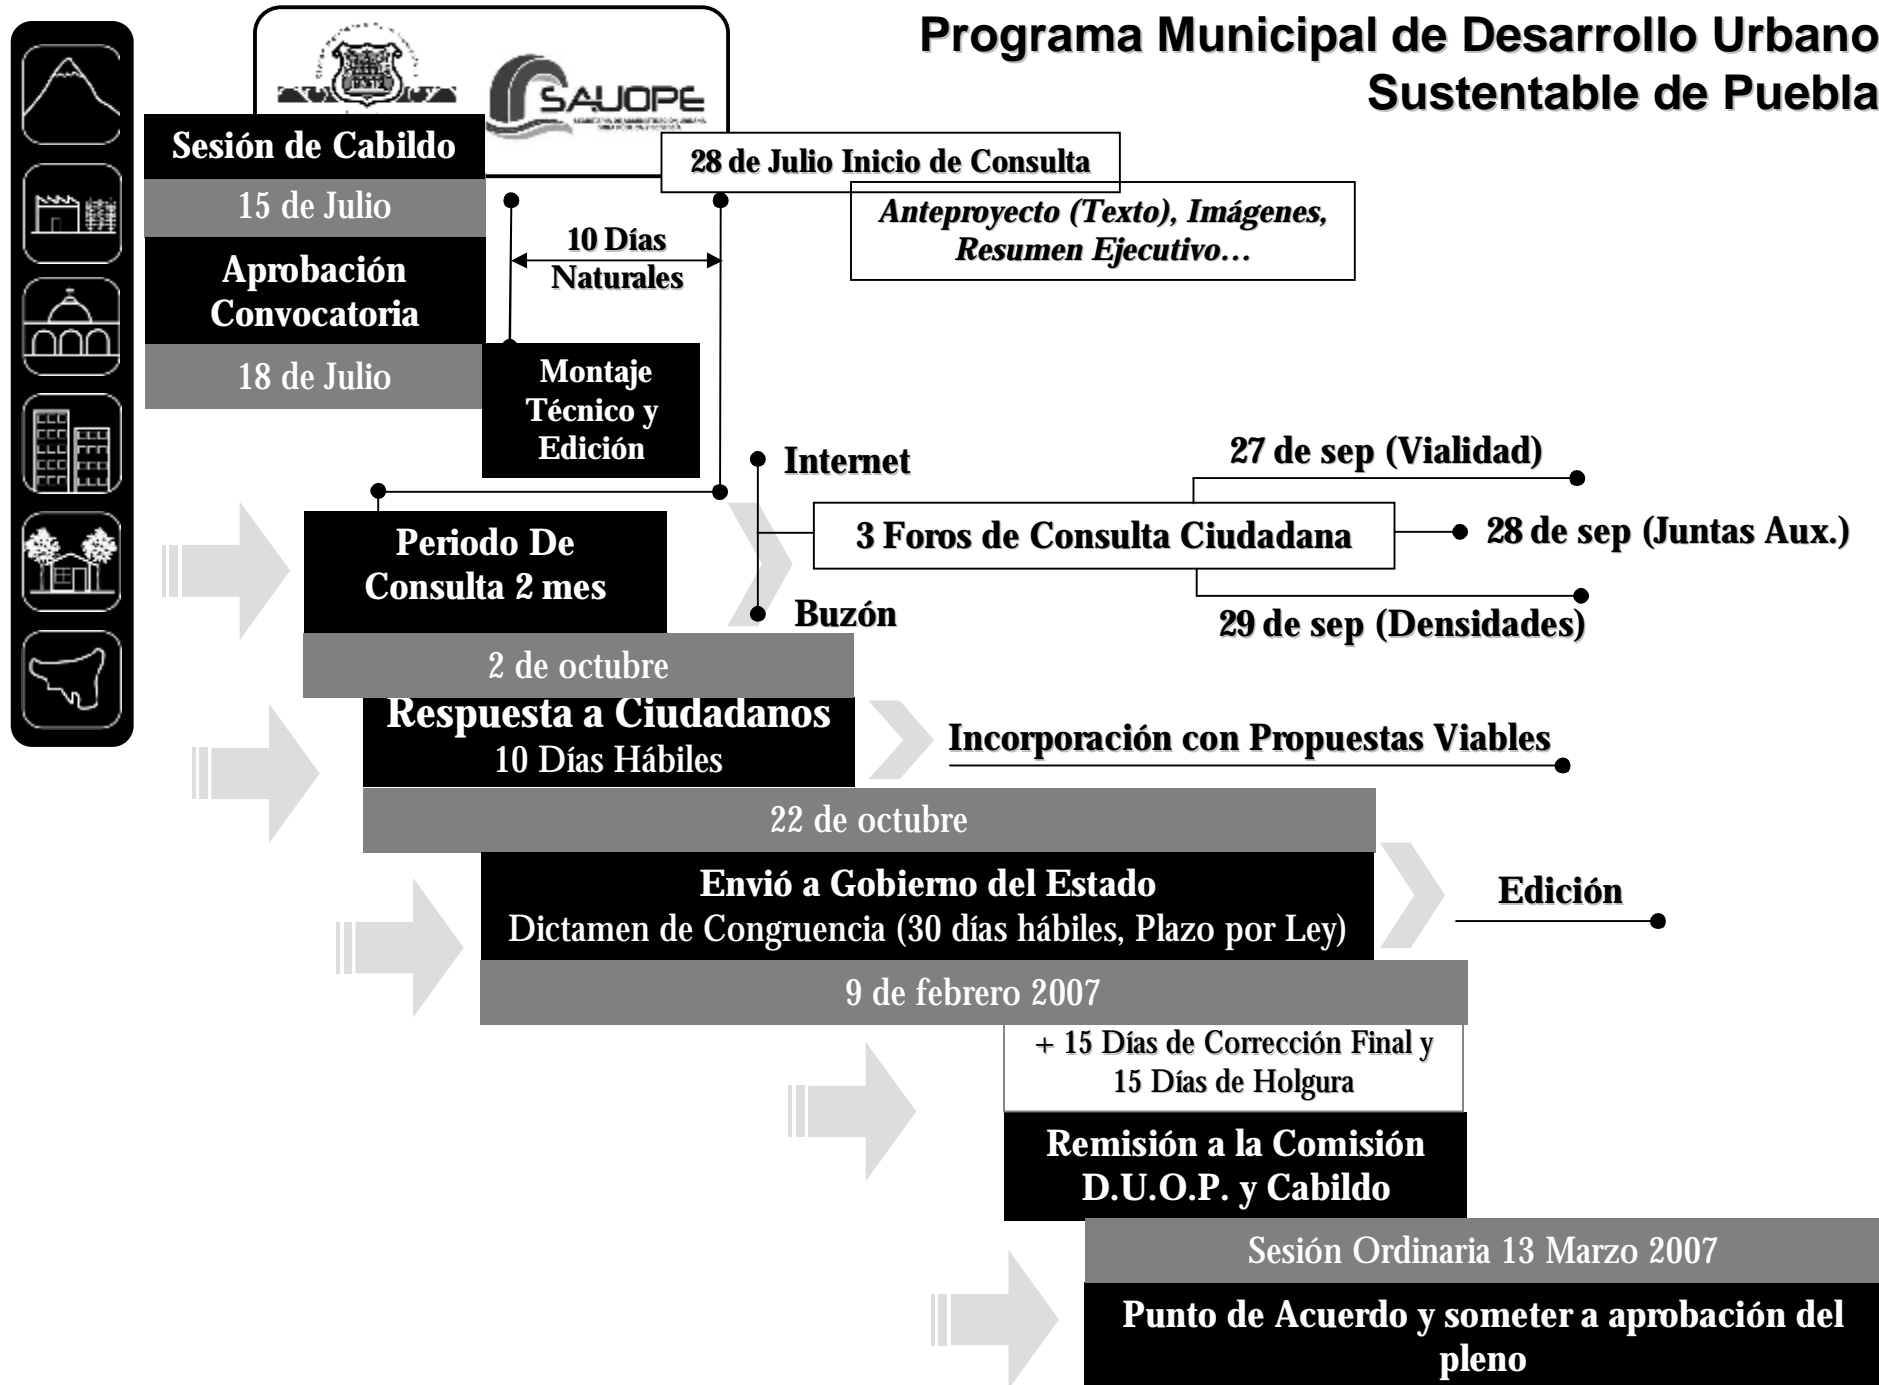 Programa Municipal de Desarrollo Urbano
Sustentable de Puebla
SAUOPE
Sesión de Cabildo
15 de Julio
Aprobación
Convocatoria
18 de Julio
28 de Julio Inicio de Consulta
Anteproyecto (Texto), Imágenes,
Resumen Ejecutivo…
10 Días
Naturales
Montaje
Técnico y
Edición
Periodo De
Consulta 2 mes
Internet
3 Foros de Consulta Ciudadana
Buzón
27 de sep (Vialidad)
28 de sep (Juntas Aux.)
29 de sep (Densidades)
2 de octubre
Respuesta a Ciudadanos
10 Días Hábiles
Incorporación con Propuestas Viables
22 de octubre
Envió a Gobierno del Estado
Dictamen de Congruencia (30 días hábiles, Plazo por Ley)
Edición
9 de febrero 2007
+ 15 Días de Corrección Final y
15 Días de Holgura
Remisión a la Comisión
D.U.O.P. y Cabildo
Sesión Ordinaria 13 Marzo 2007
Punto de Acuerdo y someter a aprobación del
pleno